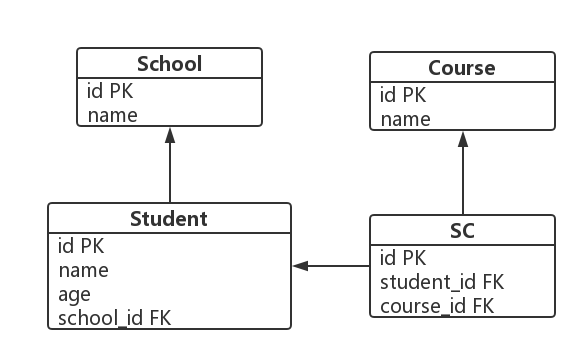 School
id PK
name
Course
id PK
name
Student
id PK
name
age
school_id FK
SC
id PK
student_id FK
course_id FK